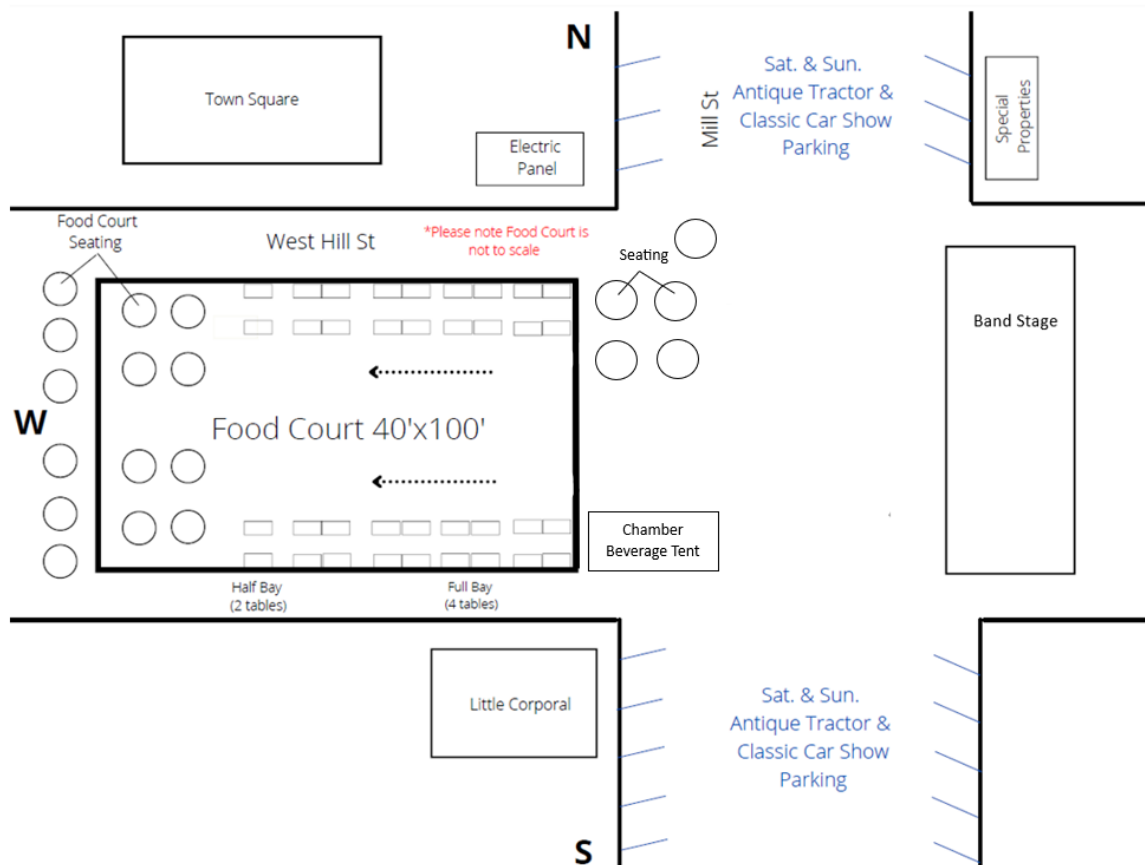 N
Town Square
Electric
Panel
Mill St
Sat. & Sun.
Antique Tractor &
Classic Car Show
Parking
Special
Properties
Food Court
Seating
West Hill St
*Please note Food Court is
not to scale
Seating
Band Stage
W
Food Court 40'x100'
Chamber
Beverage Tent
Half Bay
(2 tables)
Full Bay
(4 tables)
Little Corporal
Sat. & Sun.
Antique Tractor &
Classic Car Show
Parking
S